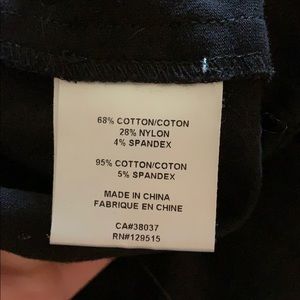 68% COTTON/COTON
28% NYLON
4% SPANDEX
95% COTTON/COTON
5% SPANDEX
MADE IN CHINA
FABRIQUE EN CHINE
CA#38037
RN#129515